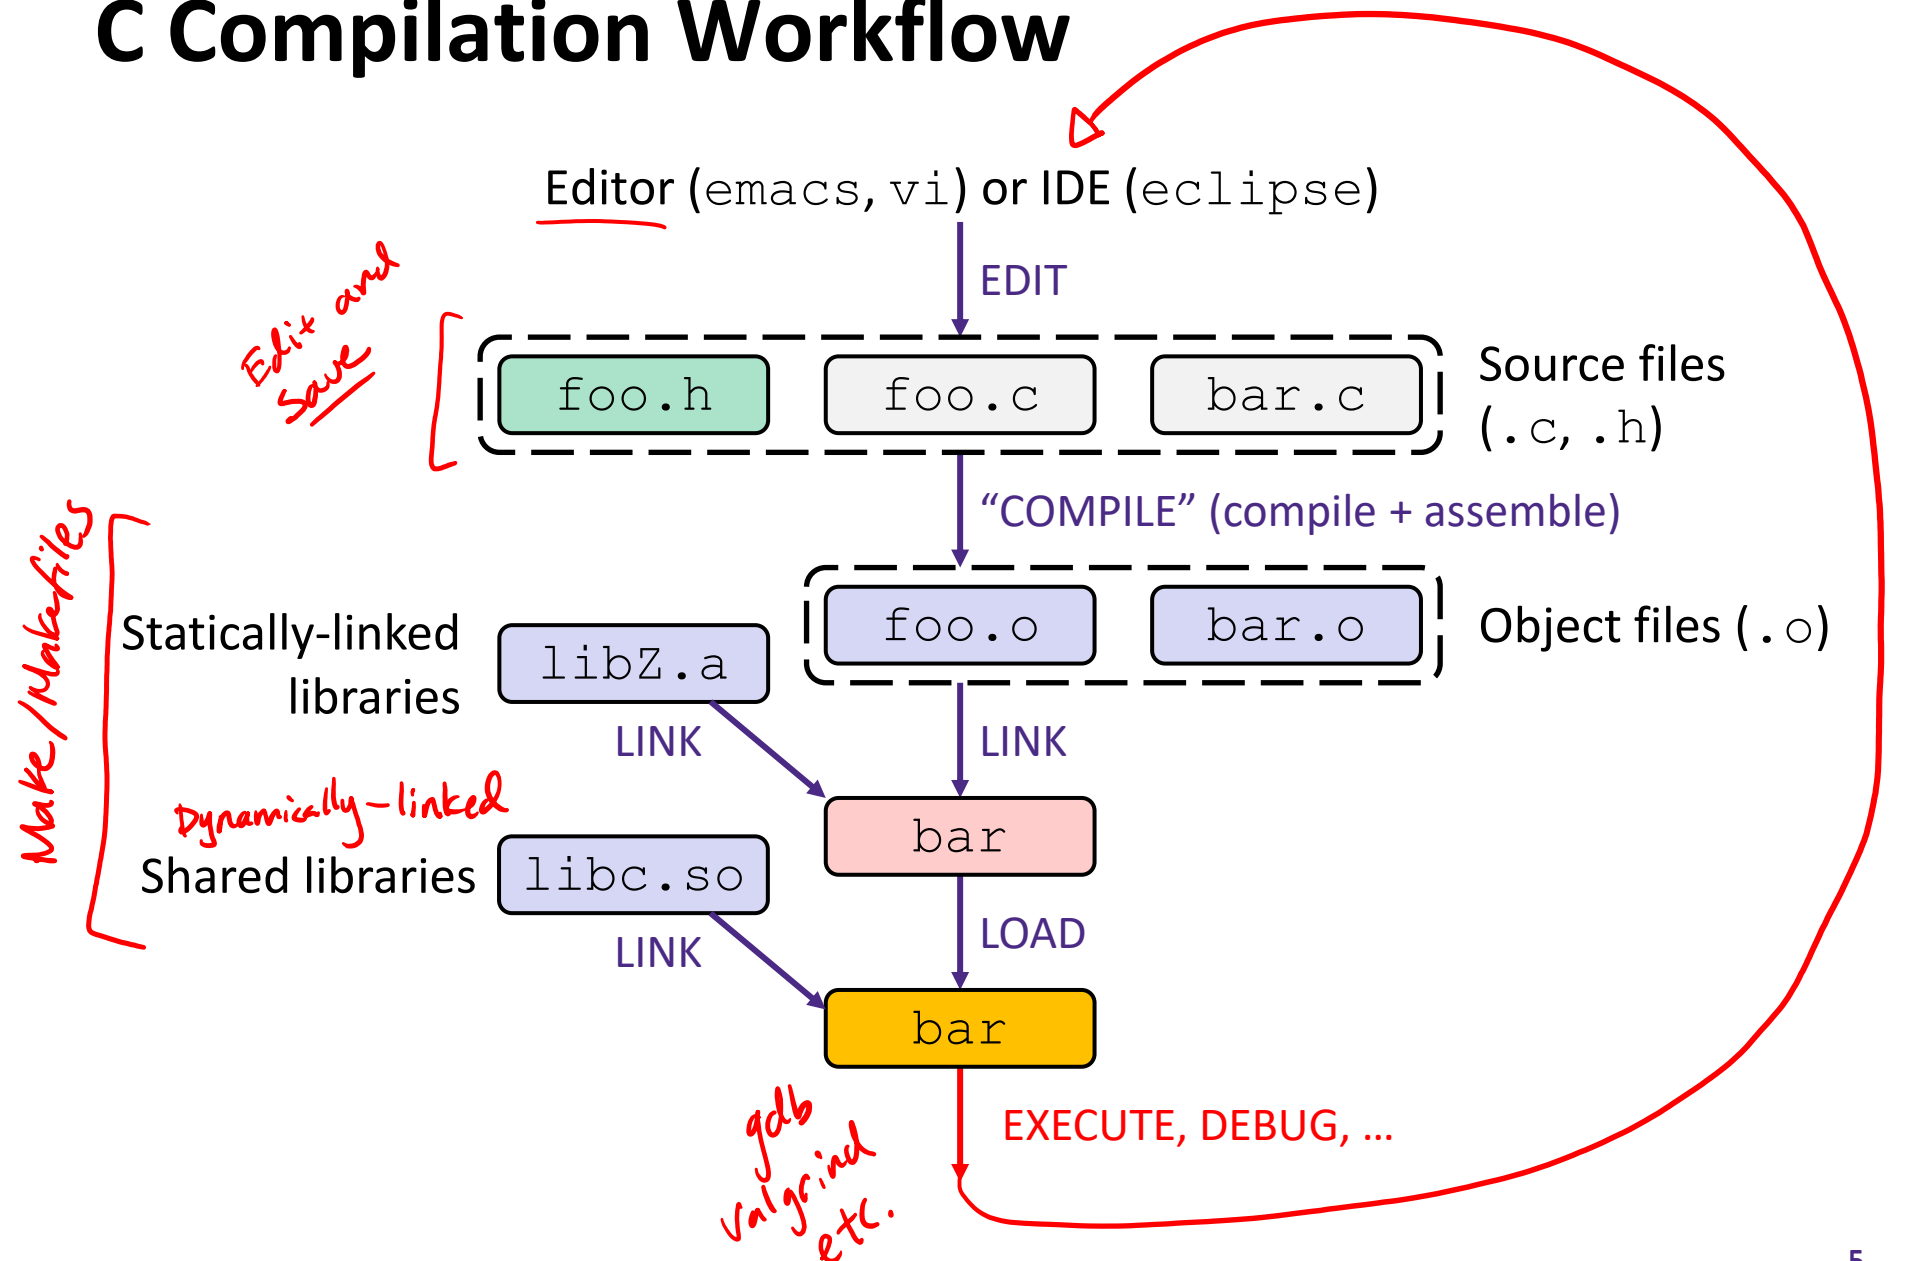 C Compilation Workflow
Editor (emacs, vi) or IDE (eclipse)
EDIT
Edit and
Save
foo.h
foo.c
bar.c
Source files
(.c, .h)
"COMPILE" (compile + assemble)
Make/Makefiles
Statically-linked
libraries
libZ.a
foo.o
bar.o
Object files (.o)
LINK
LINK
Dynamically-linked
Shared libraries
libc.so
bar
LINK
LOAD
bar
EXECUTE, DEBUG, ...
gdb
valgrind
etc.
5